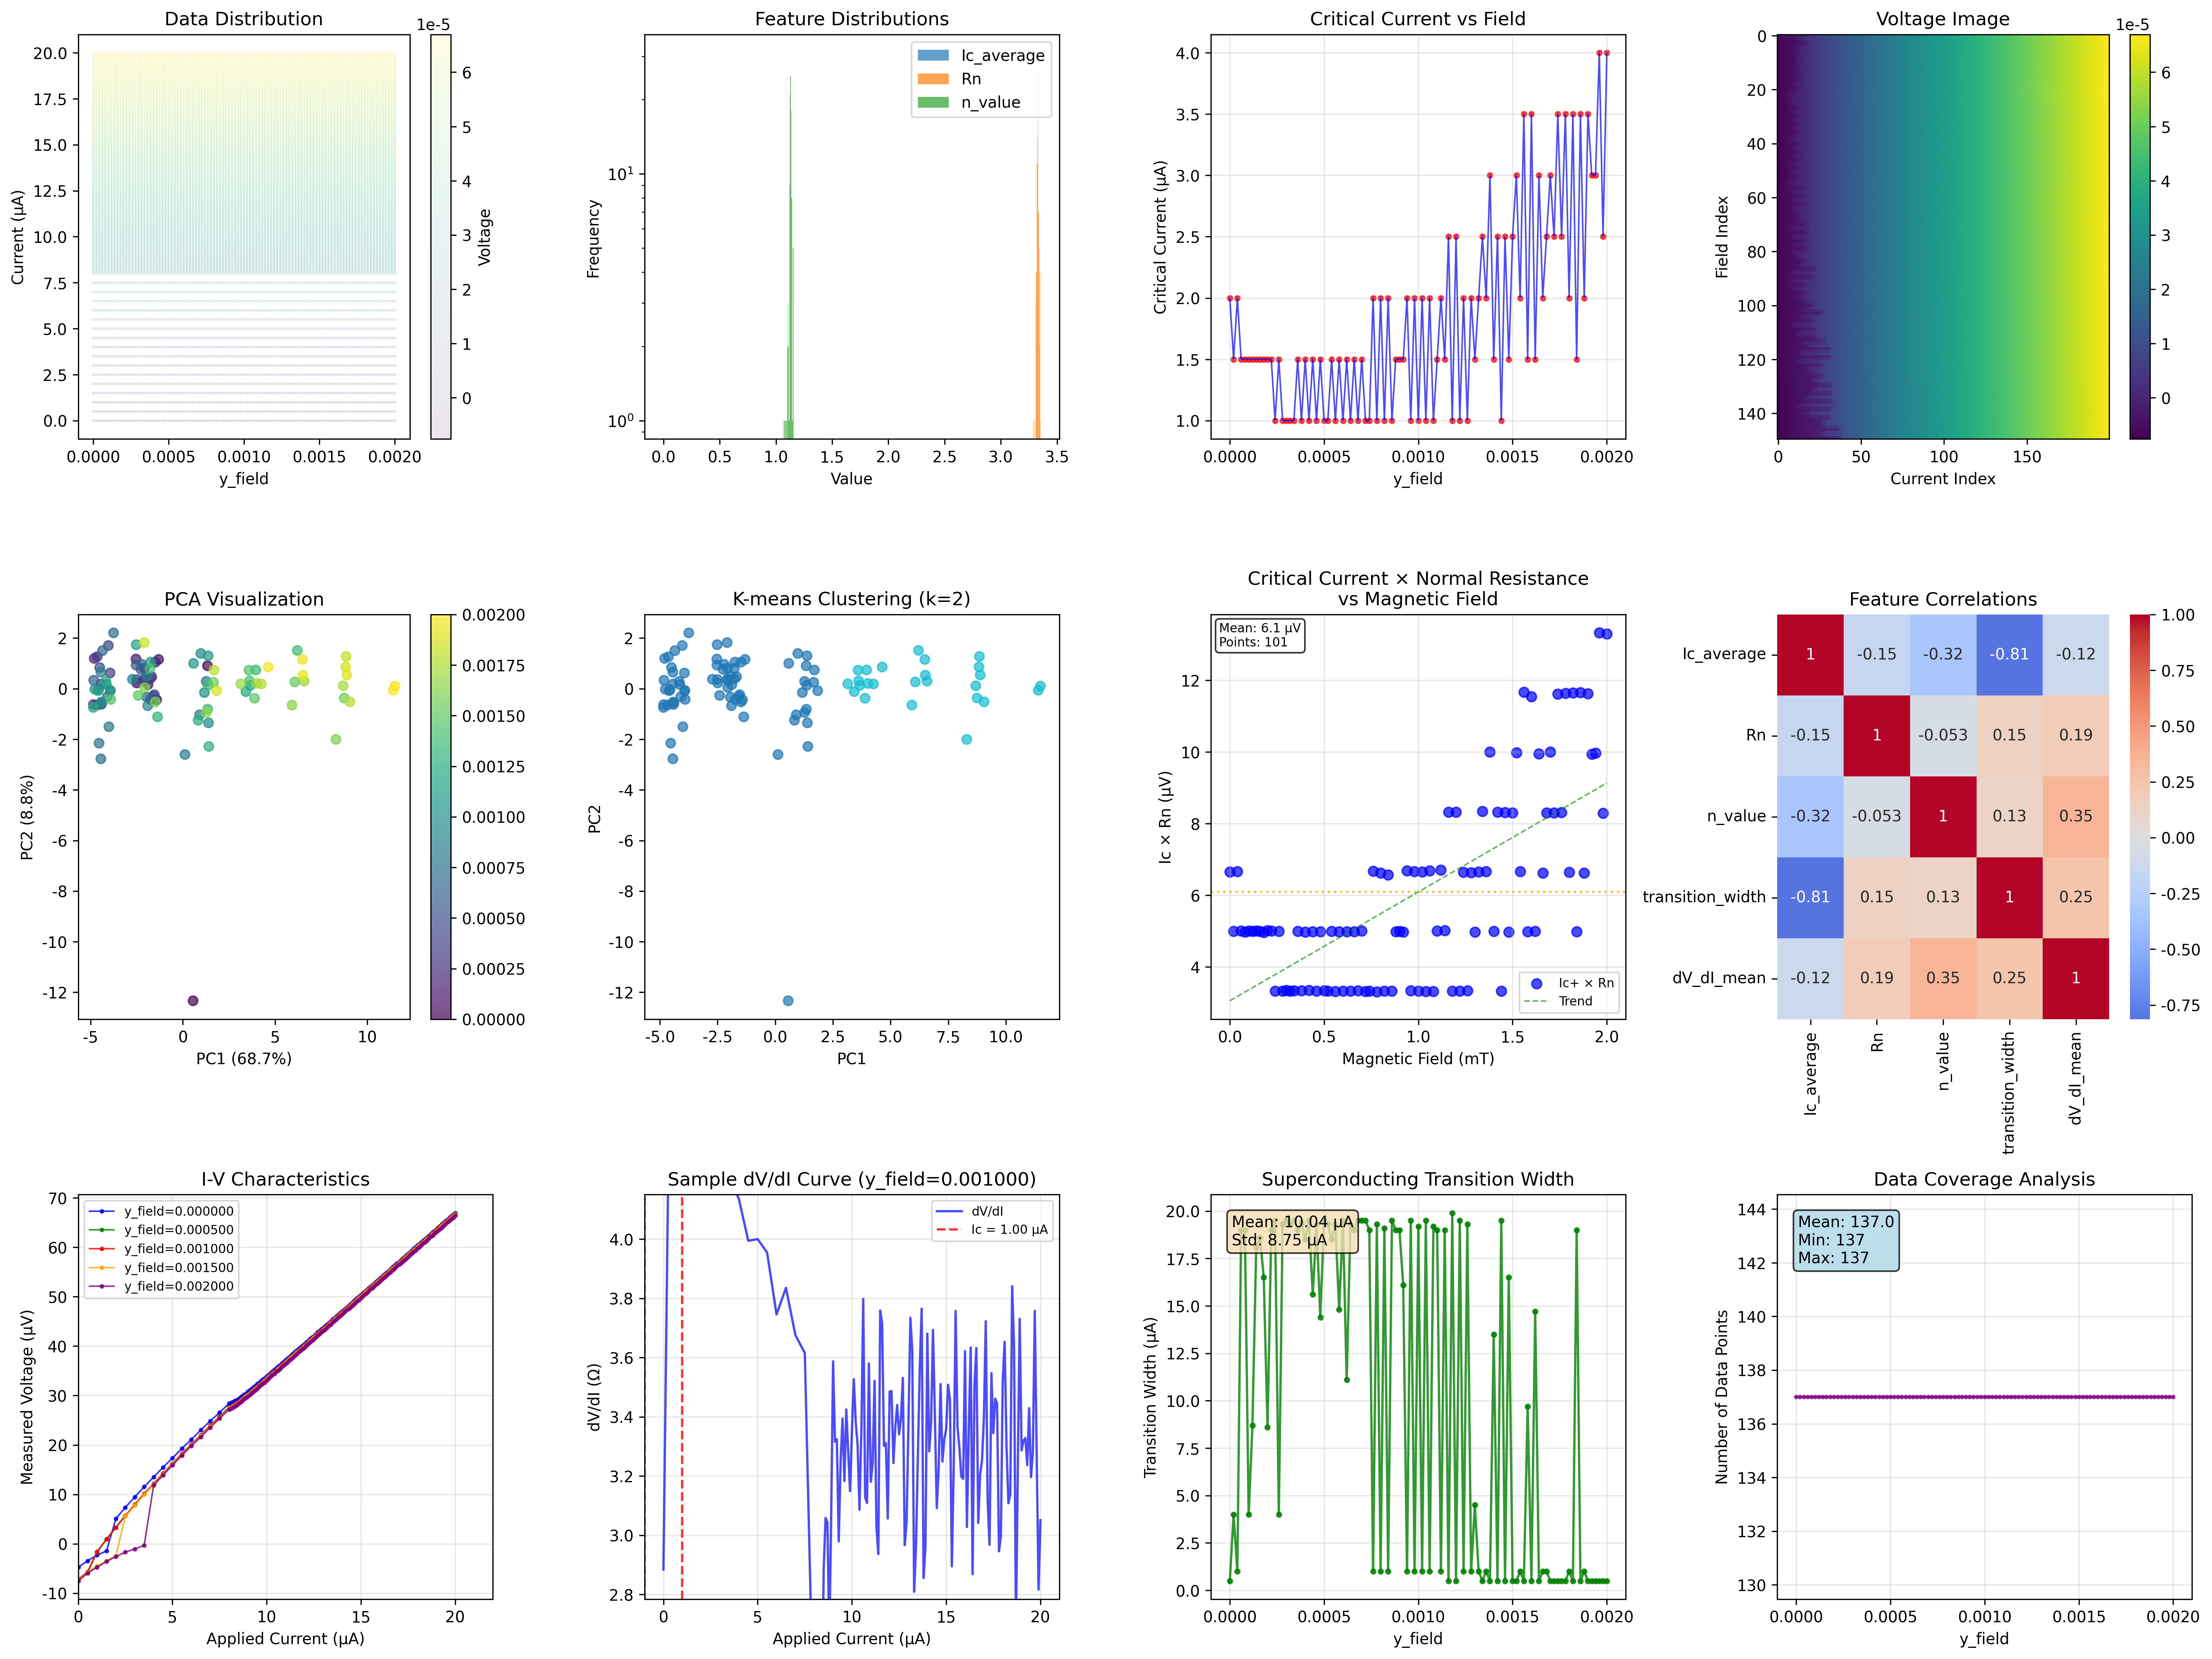 Data Distribution
1e-5
20.0
17.5
15.0
12.5
10.0
7.5
5.0
2.5
0.0
Current (μA)
0.0000 0.0005 0.0010 0.0015 0.0020
y_field
6
5
4
3
2
1
0
Voltage
Feature Distributions
Ic_average
Rn
n_value
10¹
10⁰
Frequency
0.0 0.5 1.0 1.5 2.0 2.5 3.0 3.5
Value
Critical Current vs Field
4.0
3.5
3.0
2.5
2.0
1.5
1.0
Critical Current (μA)
0.0000 0.0005 0.0010 0.0015 0.0020
y_field
Voltage Image
1e-5
0
20
40
60
80
100
120
140
Field Index
0 50 100 150
Current Index
6
5
4
3
2
1
0
PCA Visualization
2
0
-2
-4
-6
-8
-10
-12
PC2 (8.8%)
-5 0 5 10
PC1 (68.7%)
0.00200
0.00175
0.00150
0.00125
0.00100
0.00075
0.00050
0.00025
0.00000
K-means Clustering (k=2)
2
0
-2
-4
-6
-8
-10
-12
PC2
-5.0 -2.5 0.0 2.5 5.0 7.5 10.0
PC1
Critical Current × Normal Resistance
vs Magnetic Field
Mean: 6.1 μV
Points: 101
12
10
8
6
4
Ic × Rn (μV)
Ic+ × Rn
Trend
0.0 0.5 1.0 1.5 2.0
Magnetic Field (mT)
Feature Correlations
Ic_average 1 -0.15 -0.32 -0.81 -0.12
Rn -0.15 1 -0.053 0.15 0.19
n_value -0.32 -0.053 1 0.13 0.35
transition_width -0.81 0.15 0.13 1 0.25
dV_dI_mean -0.12 0.19 0.35 0.25 1
Ic_average
Rn
n_value
transition_width
dV_dI_mean
1.00
0.75
0.50
0.25
0.00
-0.25
-0.50
-0.75
I-V Characteristics
y_field=0.000000
y_field=0.000500
y_field=0.001000
y_field=0.001500
y_field=0.002000
70
60
50
40
30
20
10
0
-10
Measured Voltage (μV)
0 5 10 15 20
Applied Current (μA)
Sample dV/dI Curve (y_field=0.001000)
dV/dI
Ic = 1.00 μA
4.0
3.8
3.6
3.4
3.2
3.0
2.8
dV/dI (Ω)
0 5 10 15 20
Applied Current (μA)
Superconducting Transition Width
Mean: 10.04 μA
Std: 8.75 μA
20.0
17.5
15.0
12.5
10.0
7.5
5.0
2.5
0.0
Transition Width (μA)
0.0000 0.0005 0.0010 0.0015 0.0020
y_field
Data Coverage Analysis
Mean: 137.0
Min: 137
Max: 137
144
142
140
138
136
134
132
130
Number of Data Points
0.0000 0.0005 0.0010 0.0015 0.0020
y_field